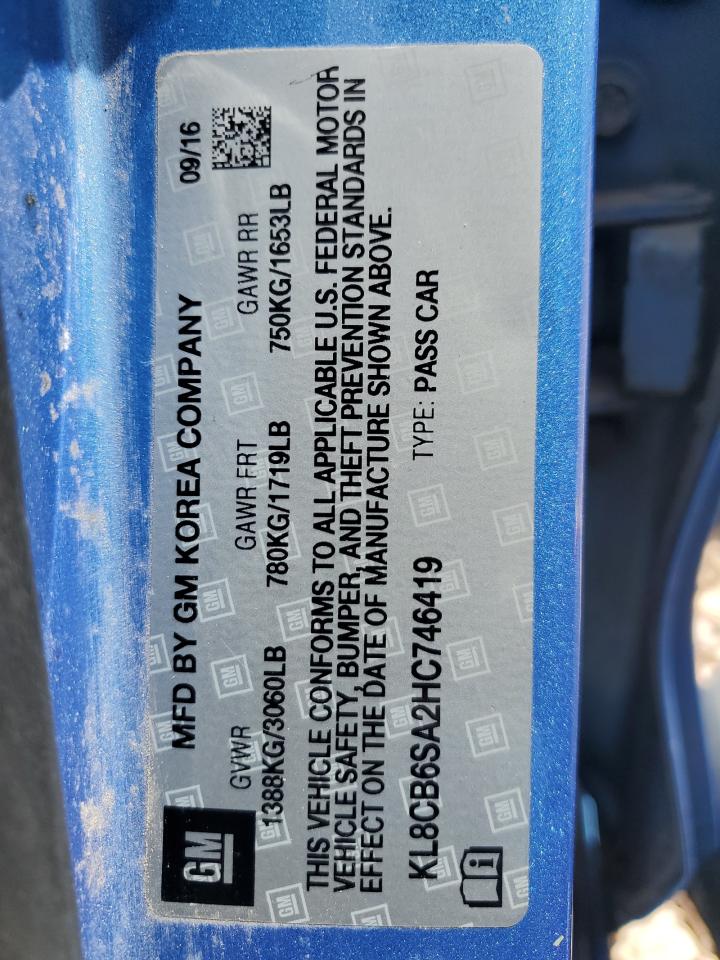 GM
MFD BY GM KOREA COMPANY 09/16
GVWR GAWR FRT GAWR RR
1388KG/3060LB 780KG/1719LB 750KG/1653LB
THIS VEHICLE CONFORMS TO ALL APPLICABLE U.S. FEDERAL MOTOR
VEHICLE SAFETY, BUMPER, AND THEFT PREVENTION STANDARDS IN
EFFECT ON THE DATE OF MANUFACTURE SHOWN ABOVE.
KL8CB6SA2HC746419 TYPE: PASS CAR